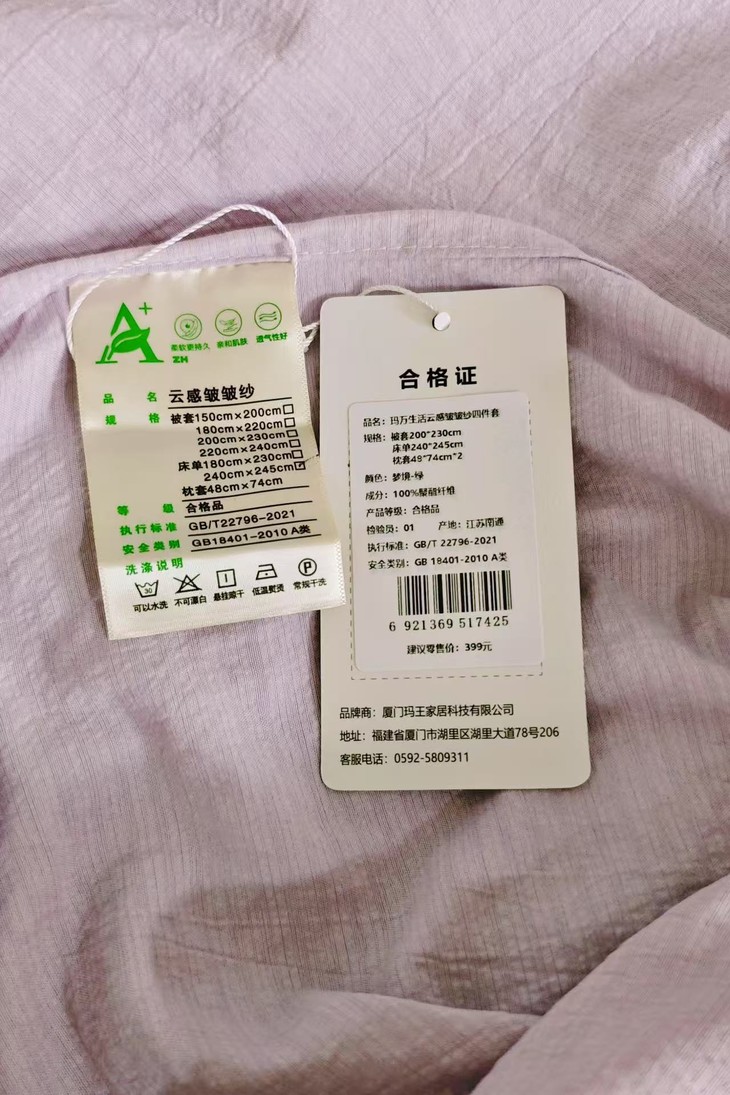 A+
ZH
柔软更持久 亲和肌肤 透气性好
品名 云感皱皱纱
规格 被套150cm×200cm□
180cm×220cm□
200cm×230cm□
220cm×240cm□
床单180cm×230cm□
240cm×245cm☑
枕套48cm×74cm
等级 合格品
执行标准 GB/T22796-2021
安全类别 GB18401-2010 A类
洗涤说明
30 P
可以水洗 不可漂白 悬挂晾干 低温熨烫 常规干洗
合格证
品名：玛万生活云感皱皱纱四件套
规格：被套200*230cm
床单240*245cm
枕套48*74cm*2
颜色：梦境-绿
成分：100%聚酯纤维
产品等级：合格品
检验员：01 产地：江苏南通
执行标准：GB/T 22796-2021
安全类别：GB 18401-2010 A类
6 921369 517425
建议零售价：399元
品牌商：厦门玛王家居科技有限公司
地址：福建省厦门市湖里区湖里大道78号206
客服电话：0592-5809311